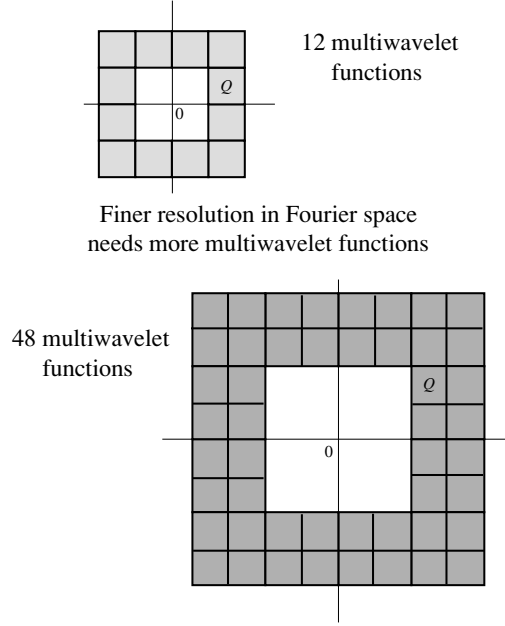 12 multiwavelet
functions
Q
0
Finer resolution in Fourier space
needs more multiwavelet functions
48 multiwavelet
functions
Q
0